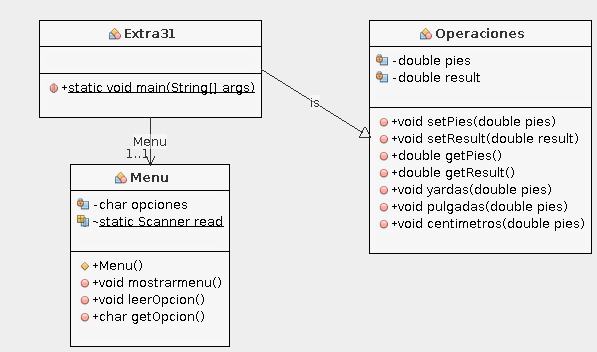 Extra31
+static void main(String[] args)
Operaciones
-double pies
-double result
+void setPies(double pies)
+void setResult(double result)
+double getPies()
+double getResult()
+void yardas(double pies)
+void pulgadas(double pies)
+void centimetros(double pies)
is
Menu
1..1
Menu
-char opciones
~static Scanner read
+Menu()
+void mostrarmenu()
+void leerOpcion()
+char getOpcion()